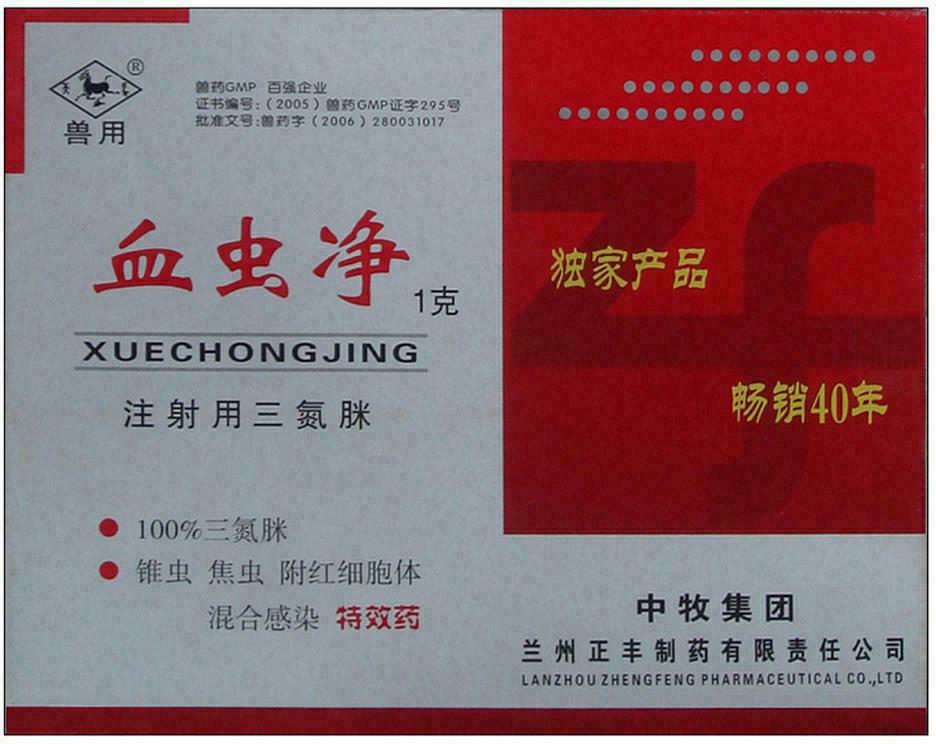 ®
兽用
兽药GMP 百强企业
证书编号:（2005）兽药GMP证字295号
批准文号:兽药字（2006）280031017
血虫净
1克
XUECHONGJING
注射用三氮脒
● 100%三氮脒
● 锥虫 焦虫 附红细胞体
混合感染 特效药
zf
独家产品
畅销40年
中牧集团
兰州正丰制药有限责任公司
LANZHOU ZHENGFENG PHARMACEUTICAL CO.,LTD